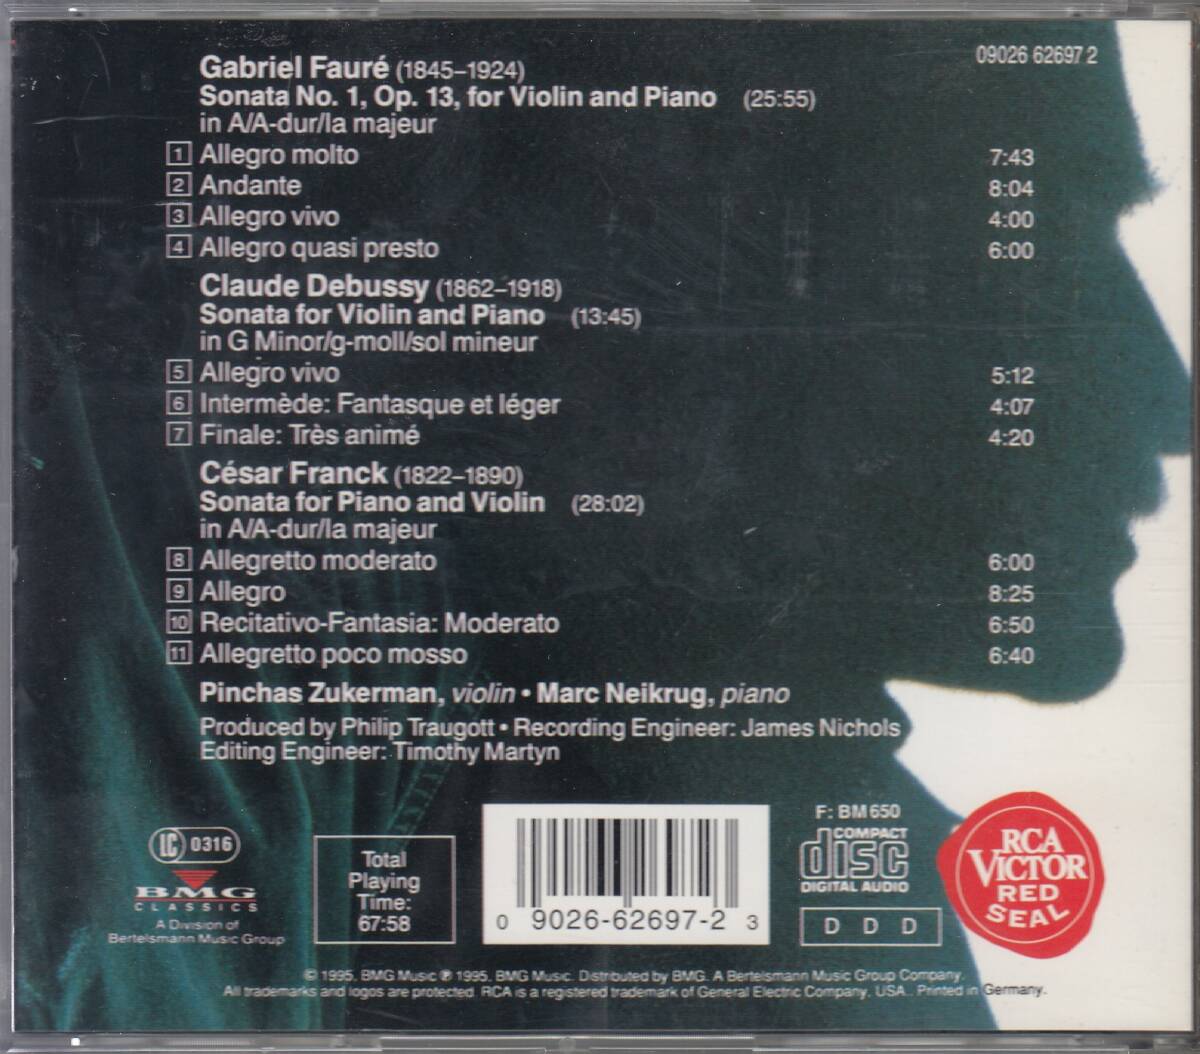 09026 62697 2
Gabriel Fauré (1845–1924)
Sonata No. 1, Op. 13, for Violin and Piano (25:55)
in A/A-dur/la majeur
1 Allegro molto 7:43
2 Andante 8:04
3 Allegro vivo 4:00
4 Allegro quasi presto 6:00
Claude Debussy (1862–1918)
Sonata for Violin and Piano (13:45)
in G Minor/g-moll/sol mineur
5 Allegro vivo 5:12
6 Intermède: Fantasque et léger 4:07
7 Finale: Très animé 4:20
César Franck (1822–1890)
Sonata for Piano and Violin (28:02)
in A/A-dur/la majeur
8 Allegretto moderato 6:00
9 Allegro 8:25
10 Recitativo-Fantasia: Moderato 6:50
11 Allegretto poco mosso 6:40
Pinchas Zukerman, violin • Marc Neikrug, piano
Produced by Philip Traugott • Recording Engineer: James Nichols
Editing Engineer: Timothy Martyn
LC 0316
BMG
CLASSICS
A Division of
Bertelsmann Music Group
Total
Playing
Time:
67:58
0 9026-62697-2 3
F: BM 650
COMPACT
disc
DIGITAL AUDIO
D D D
RCA
VICTOR
RED
SEAL
© 1995, BMG Music ℗ 1995, BMG Music. Distributed by BMG. A Bertelsmann Music Group Company.
All trademarks and logos are protected. RCA is a registered trademark of General Electric Company, USA.. Printed in Germany.